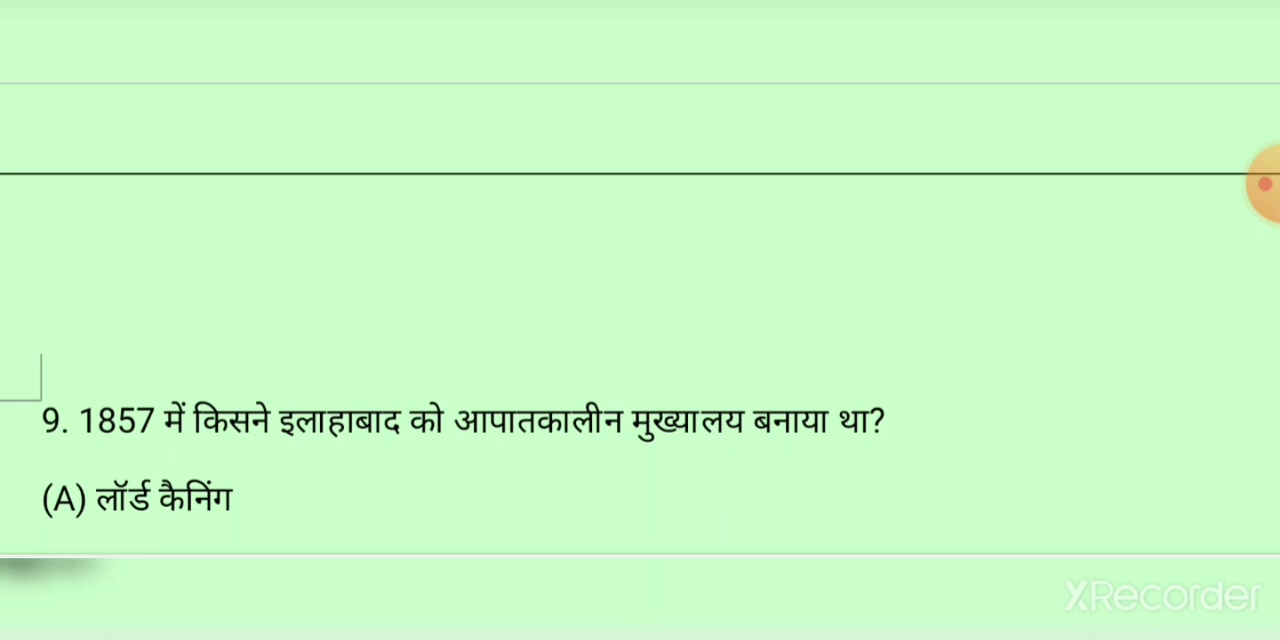 9. 1857 में किसने इलाहाबाद को आपातकालीन मुख्यालय बनाया था?
(A) लॉर्ड कैनिंग
XRecorder